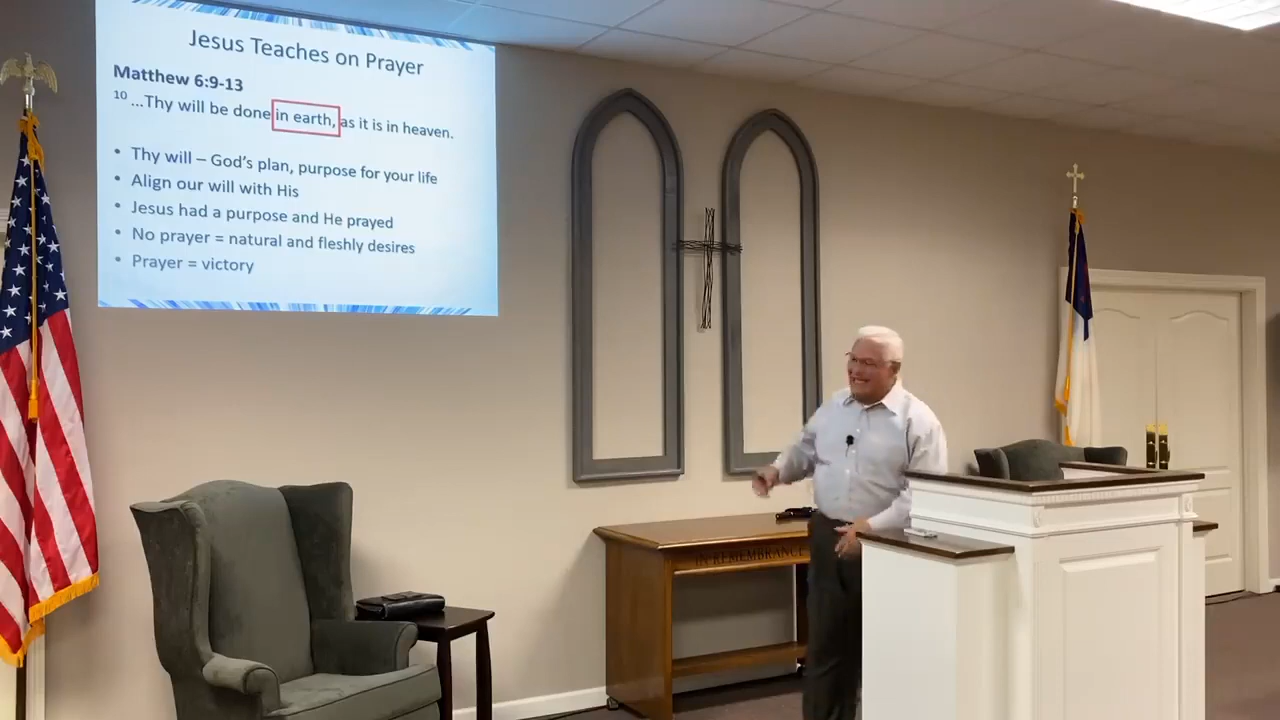 Jesus Teaches on Prayer
Matthew 6:9-13
10 ...Thy will be done in earth, as it is in heaven.
• Thy will – God's plan, purpose for your life
• Align our will with His
• Jesus had a purpose and He prayed
• No prayer = natural and fleshly desires
• Prayer = victory
IN REMEMBRANCE